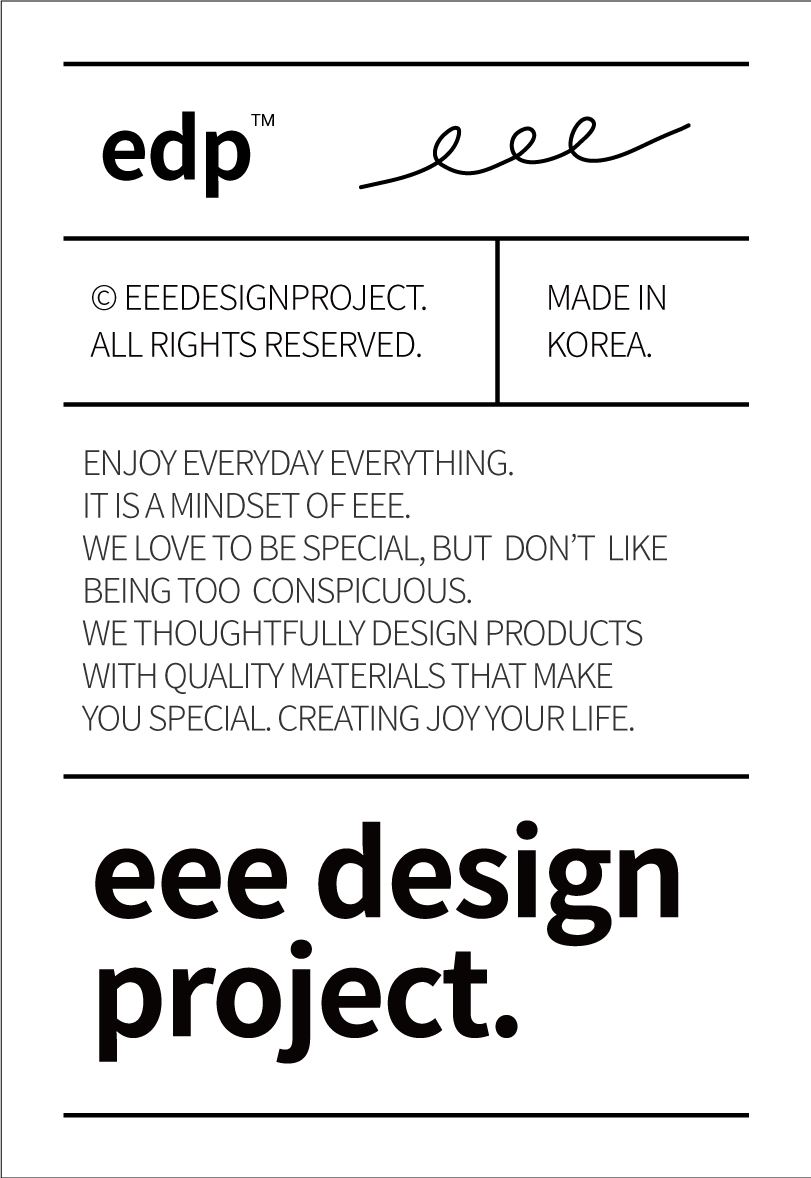 edp™ eee
© EEEDESIGNPROJECT.
ALL RIGHTS RESERVED.
MADE IN
KOREA.
ENJOY EVERYDAY EVERYTHING.
IT IS A MINDSET OF EEE.
WE LOVE TO BE SPECIAL, BUT DON’T LIKE
BEING TOO CONSPICUOUS.
WE THOUGHTFULLY DESIGN PRODUCTS
WITH QUALITY MATERIALS THAT MAKE
YOU SPECIAL. CREATING JOY YOUR LIFE.
eee design
project.